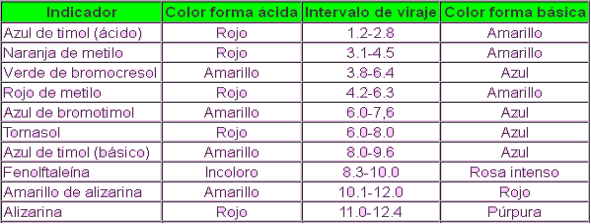 Indicador Color forma ácida Intervalo de viraje Color forma básica
Azul de timol (ácido) Rojo 1.2-2.8 Amarillo
Naranja de metilo Rojo 3.1-4.5 Amarillo
Verde de bromocresol Amarillo 3.8-6.4 Azul
Rojo de metilo Rojo 4.2-6.3 Amarillo
Azul de bromotimol Amarillo 6.0-7,6 Azul
Tornasol Rojo 6.0-8.0 Azul
Azul de timol (básico) Amarillo 8.0-9.6 Azul
Fenolftaleína Incoloro 8.3-10.0 Rosa intenso
Amarillo de alizarina Amarillo 10.1-12.0 Rojo
Alizarina Rojo 11.0-12.4 Púrpura